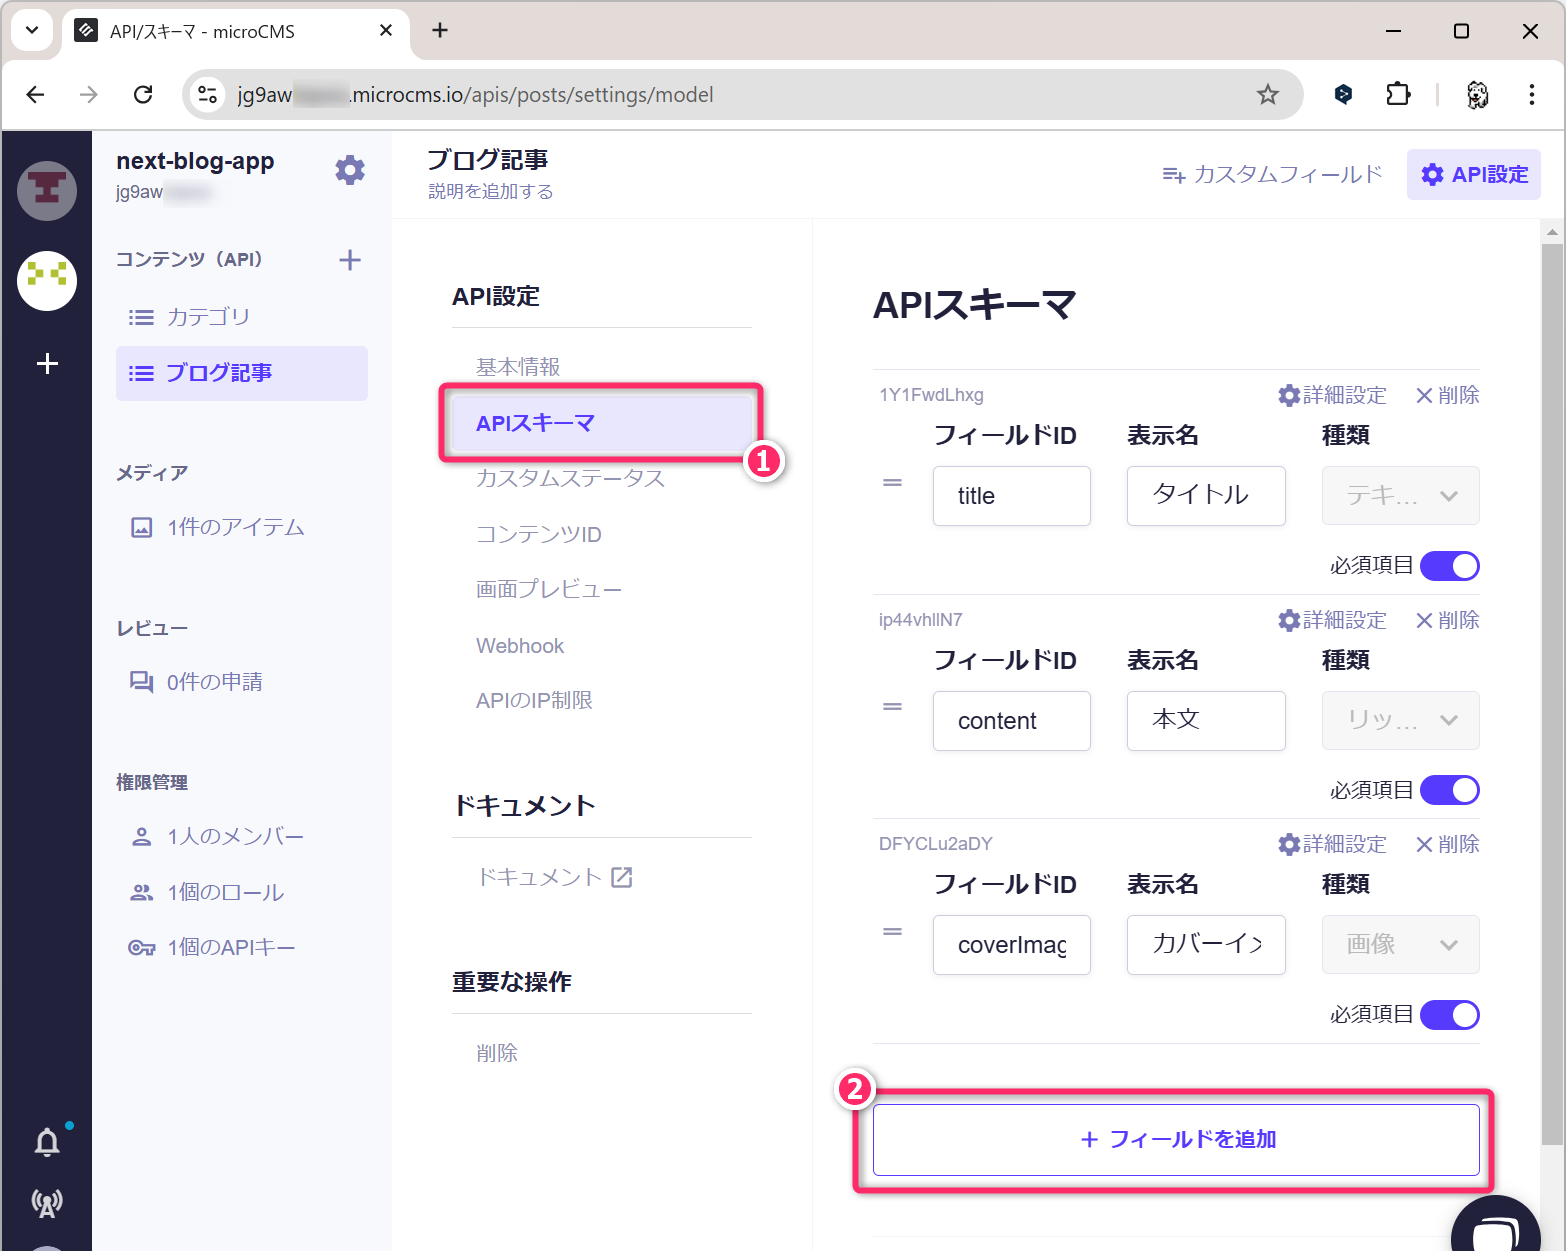 API/スキーマ - microCMS
jg9aw
.microcms.io/apis/posts/settings/model
next-blog-app
jg9aw
コンテンツ（API）
カテゴリ
ブログ記事
メディア
1件のアイテム
レビュー
0件の申請
権限管理
1人のメンバー
1個のロール
1個のAPIキー
ブログ記事
説明を追加する
カスタムフィールド
API設定
API設定
基本情報
APIスキーマ
1
カスタムステータス
コンテンツID
画面プレビュー
Webhook
APIのIP制限
ドキュメント
ドキュメント
重要な操作
削除
APIスキーマ
1Y1FwdLhxg 詳細設定 削除
フィールドID 表示名 種類
title タイトル テキ...
必須項目
ip44vhllN7 詳細設定 削除
フィールドID 表示名 種類
content 本文 リッ...
必須項目
DFYCLu2aDY 詳細設定 削除
フィールドID 表示名 種類
coverImag カバーイメ 画像
必須項目
2
+ フィールドを追加